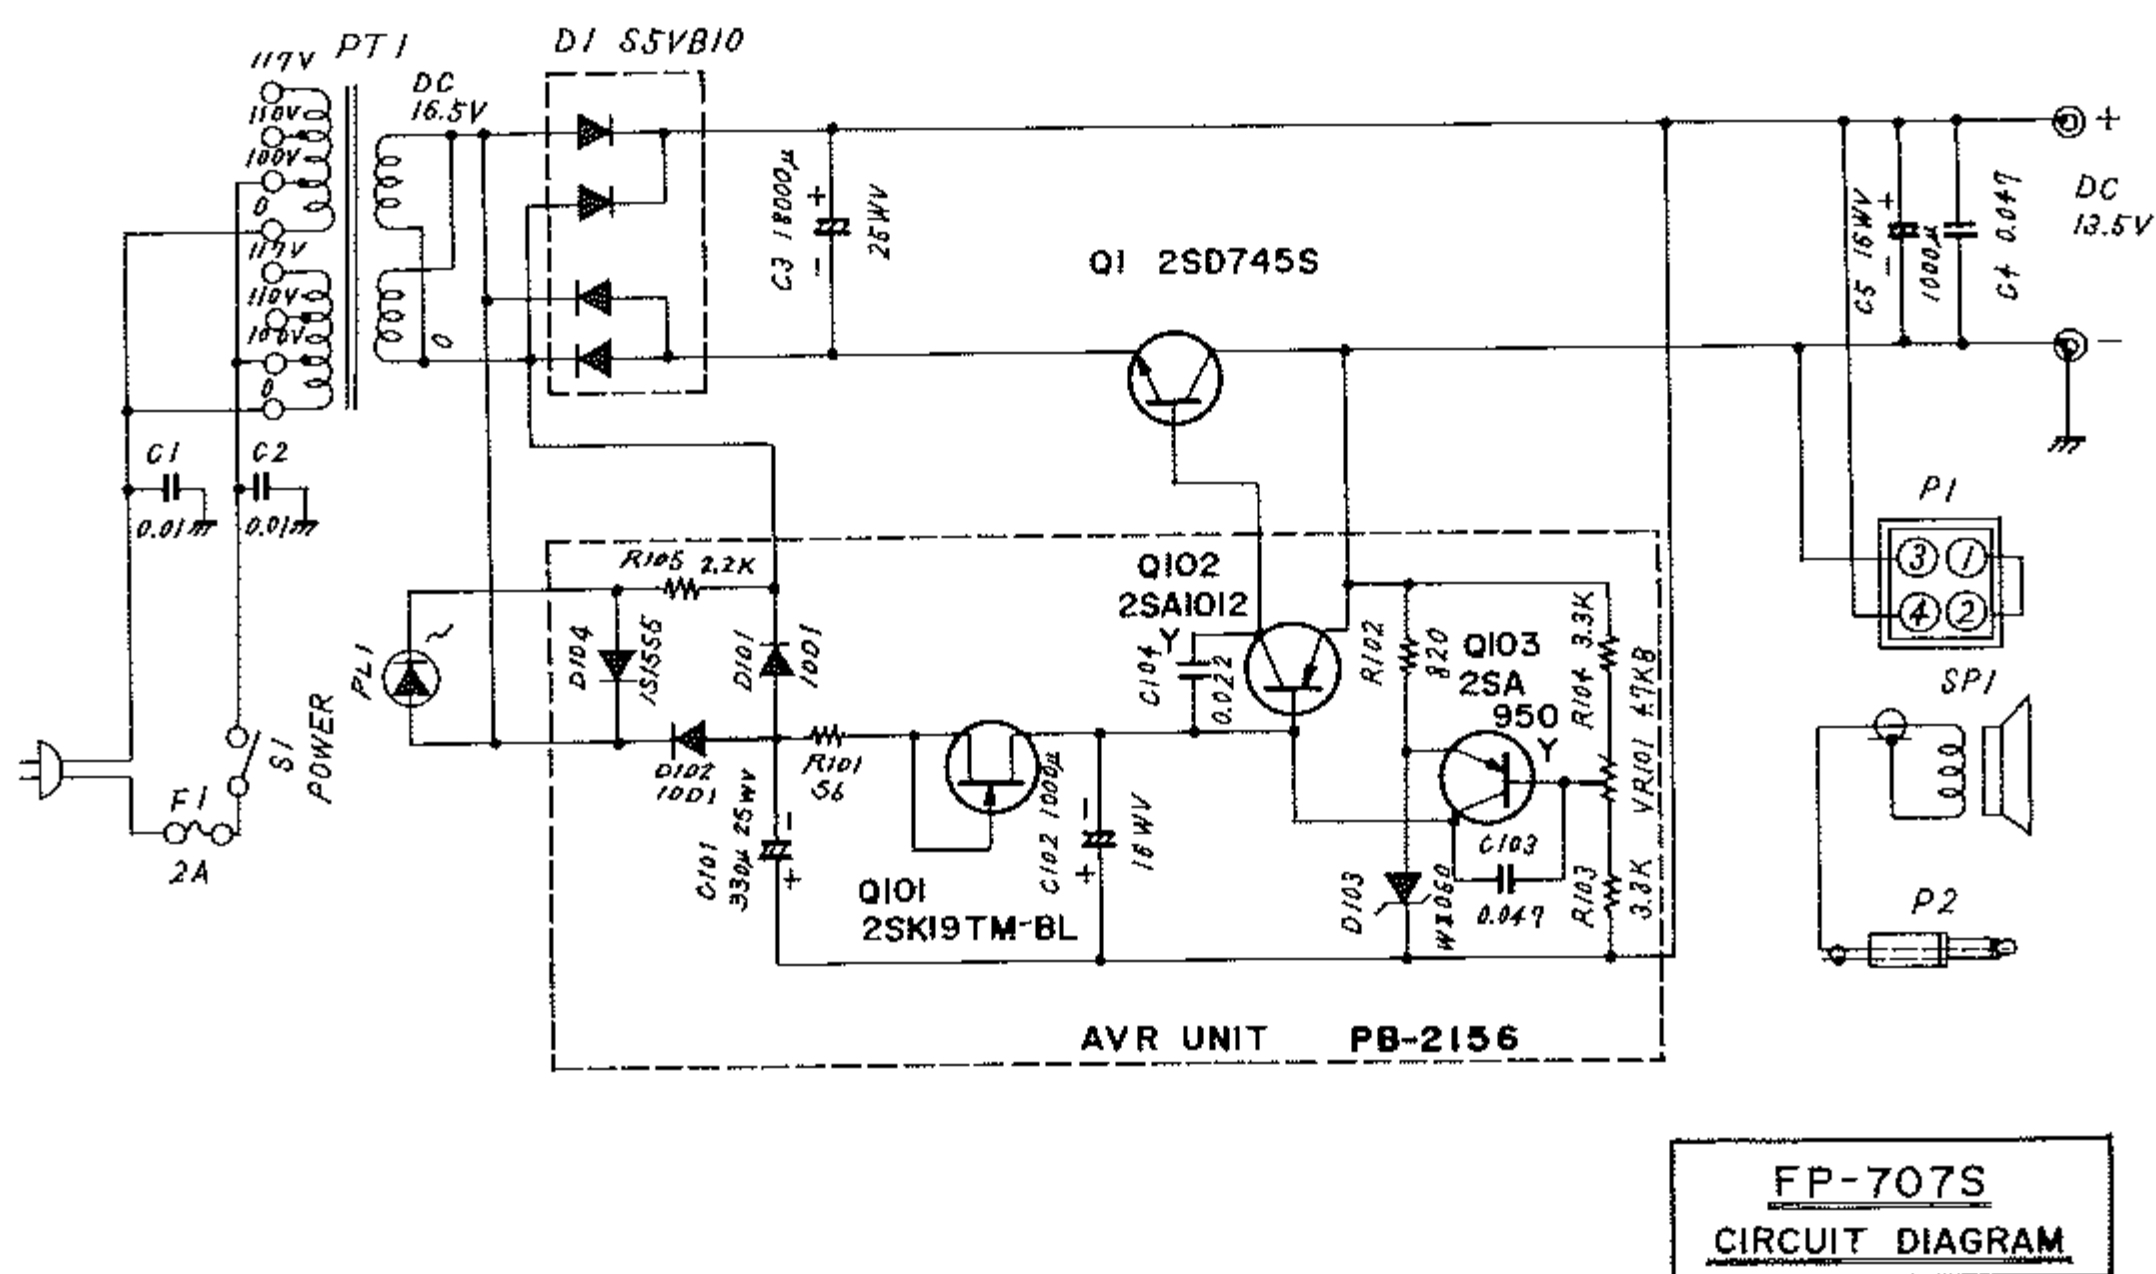 PT1
D1 S5VB10
117V
110V
100V
0
117V
110V
100V
0
DC
16.5V
0
C3 18000μ
+
-
25WV
Q1 2SD745S
C5 16WV
+
-
1000μ
C4 0.047
+
DC
13.5V
-
C1
0.01
C2
0.01
P1
3
1
4
2
SP1
P2
PL1
S1
POWER
F1
2A
R105 2.2K
D104
1S1555
D101
10D1
D102
10D1
R101
56
C101
330μ 25WV
-
+
Q101
2SK19TM-BL
C102 1000μ
-
+
16WV
Q102
2SA1012
Y
C104
0.022
R102
820
Q103
2SA
950
Y
R104 3.3K
VR101 4.7KB
C103
0.047
D103
R103
3.3K
AVR UNIT PB-2156
FP-707S
CIRCUIT DIAGRAM